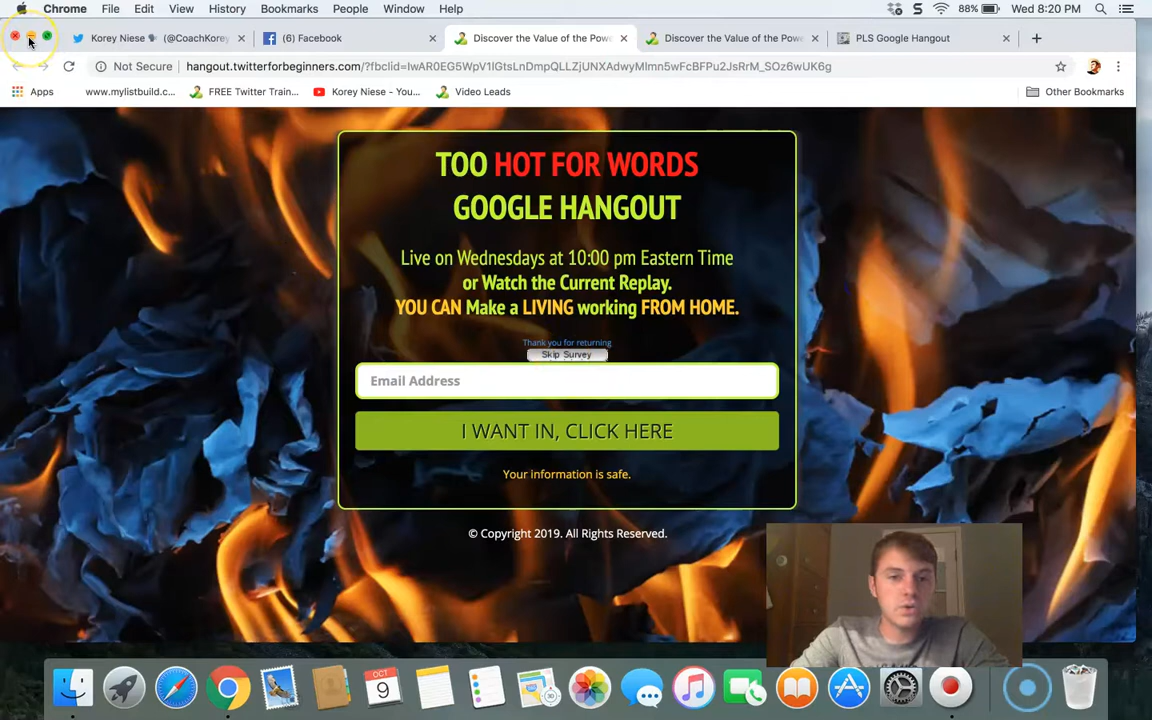 Chrome File Edit View History Bookmarks People Window Help 88% Wed 8:20 PM
Korey Niese (@CoachKorey
(6) Facebook
Discover the Value of the Pow
Discover the Value of the Pow
PLS Google Hangout
Not Secure hangout.twitterforbeginners.com/?fbclid=IwAR0EG5WpV1IGtsLnDmpQLLZjUNXAdwyMImn5wFcBFPu2JsRrM_SOz6wUK6g
Apps www.mylistbuild.c... FREE Twitter Train... Korey Niese - You... Video Leads Other Bookmarks
TOO HOT FOR WORDS
GOOGLE HANGOUT
Live on Wednesdays at 10:00 pm Eastern Time
or Watch the Current Replay.
YOU CAN Make a LIVING working FROM HOME.
Thank you for returning
Skip Survey
Email Address
I WANT IN, CLICK HERE
Your information is safe.
© Copyright 2019. All Rights Reserved.
OCT
9